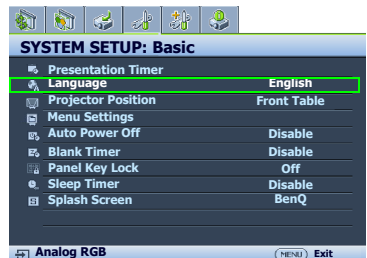 SYSTEM SETUP: Basic
Presentation Timer
Language English
Projector Position Front Table
Menu Settings
Auto Power Off Disable
Blank Timer Disable
Panel Key Lock Off
Sleep Timer Disable
Splash Screen BenQ
Analog RGB MENU Exit